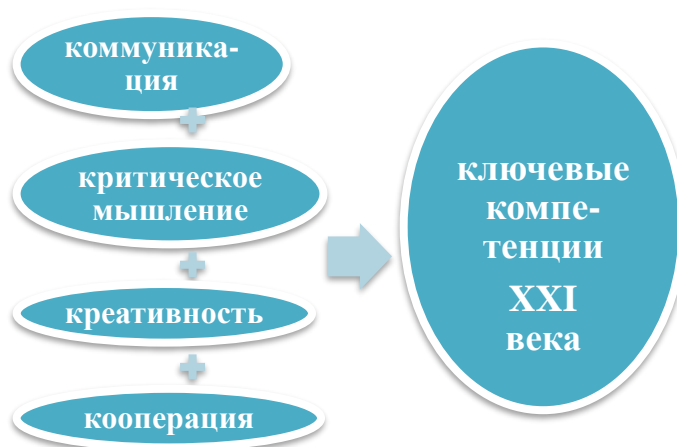 коммуника-
ция
критическое
мышление
креативность
кооперация
ключевые
компе-
тенции
XXI
века